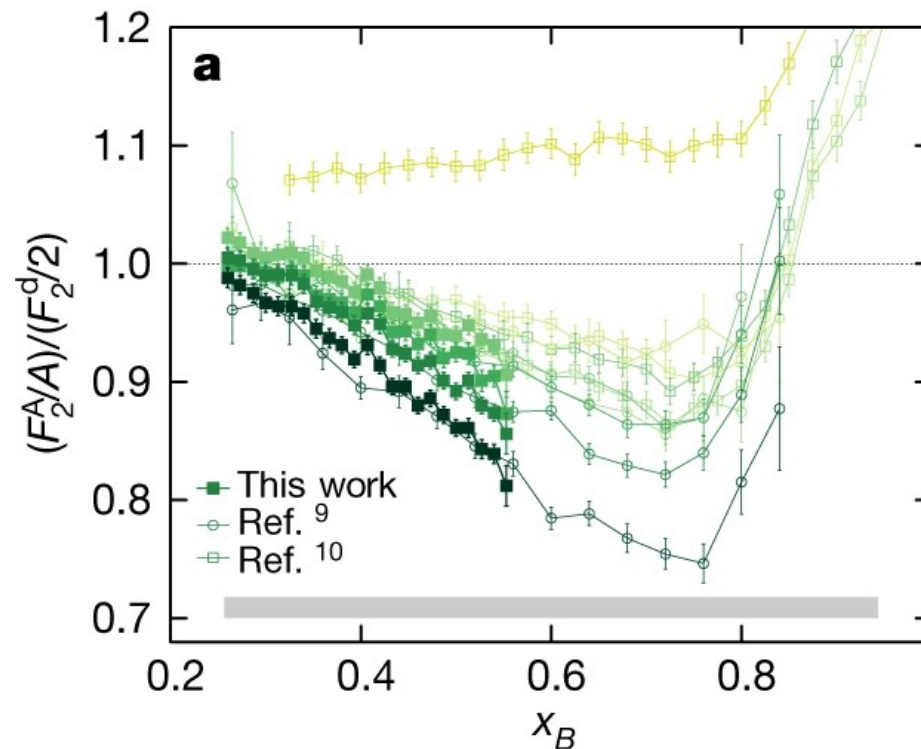 a
1.2
1.1
1.0
0.9
0.8
0.7
(F₂ᴬ/A)/(F₂ᵈ/2)
This work
Ref. ⁹
Ref. ¹⁰
0.2 0.4 0.6 0.8
x_B